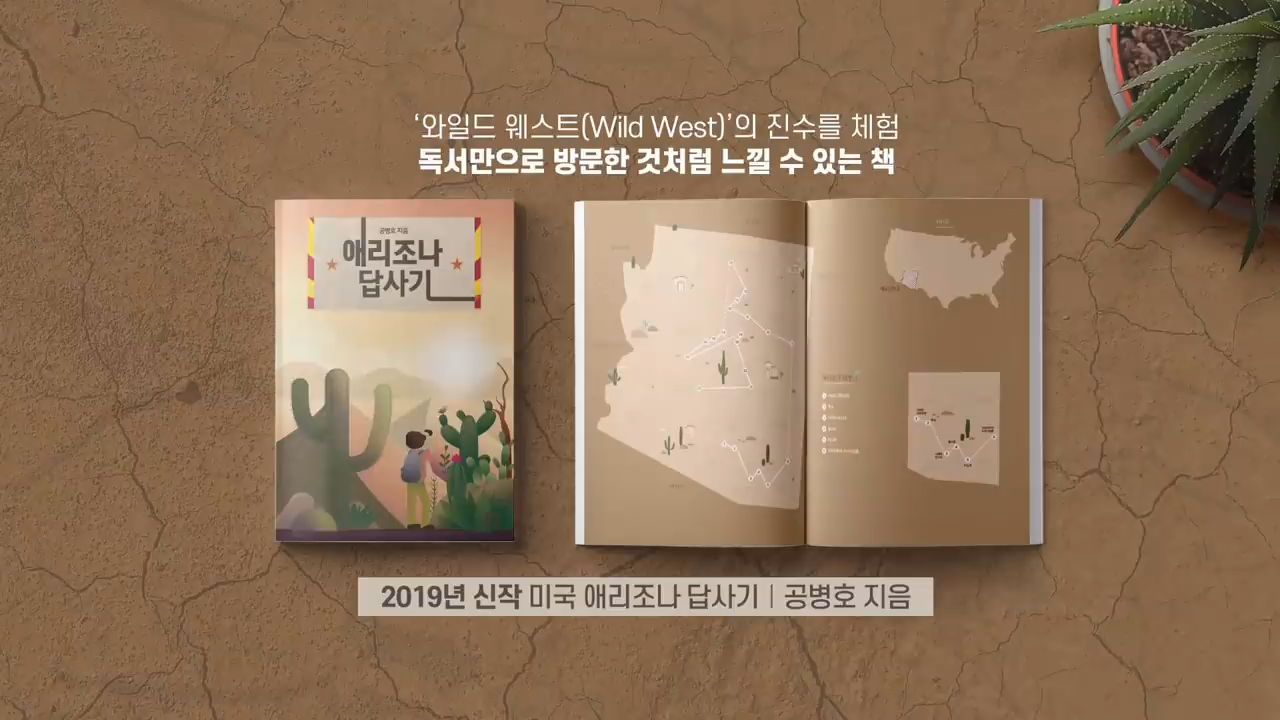 ‘와일드 웨스트(Wild West)’의 진수를 체험
독서만으로 방문한 것처럼 느낄 수 있는 책
공병호 지음
애리조나
답사기
2019년 신작 미국 애리조나 답사기 | 공병호 지음